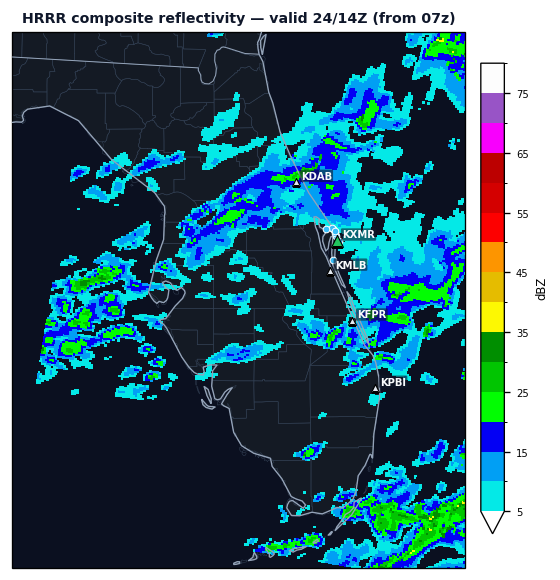 HRRR composite reflectivity — valid 24/14Z (from 07z)
KDAB
KXMR
KMLB
KFPR
KPBI
75
65
55
45
35
25
15
5
dBZ